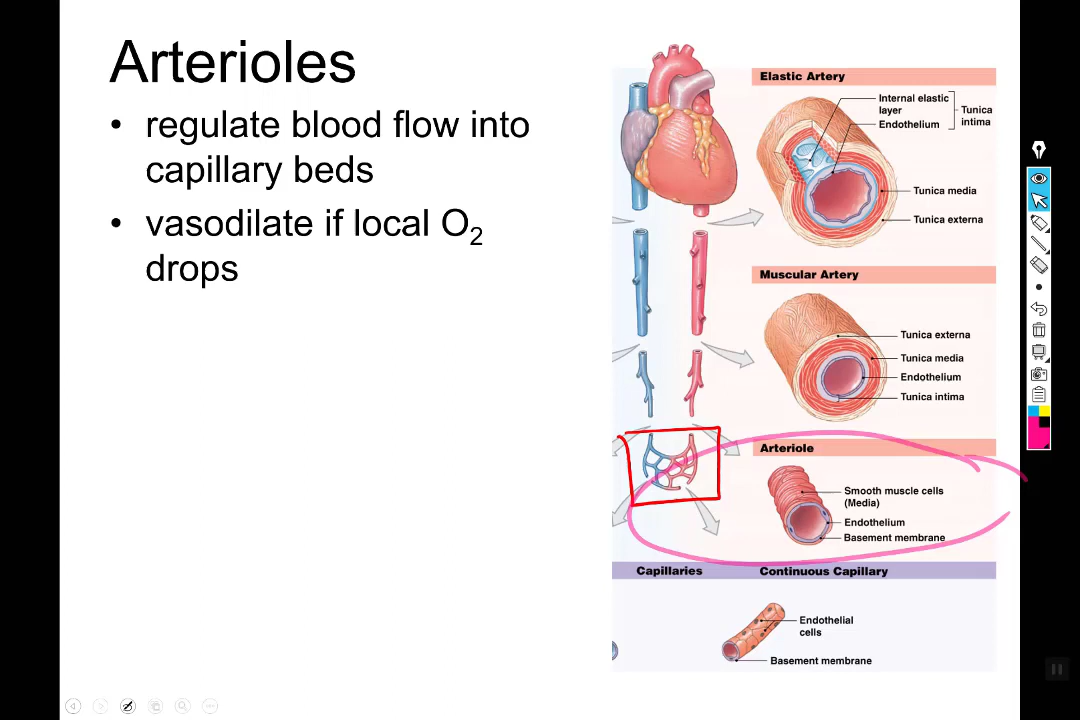 Arterioles
• regulate blood flow into
capillary beds
• vasodilate if local O₂
drops
Elastic Artery
Internal elastic
layer
Endothelium
Tunica
intima
Tunica media
Tunica externa
Muscular Artery
Tunica externa
Tunica media
Endothelium
Tunica intima
Arteriole
Smooth muscle cells
(Media)
Endothelium
Basement membrane
Capillaries
Continuous Capillary
Endothelial
cells
Basement membrane